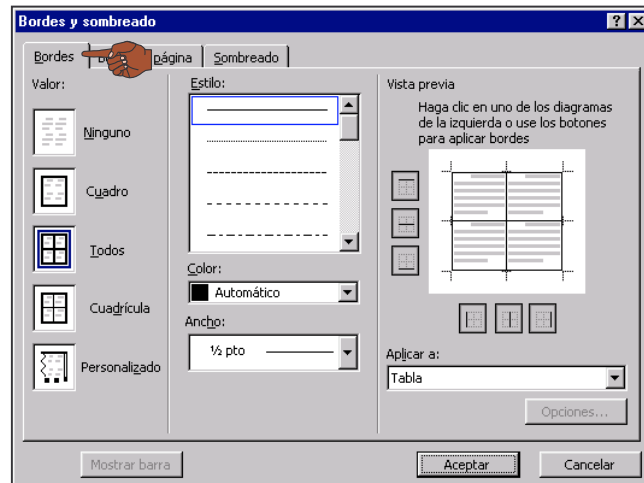 Bordes y sombreado
Bordes
página
Sombreado
Valor:
Ninguno
Cuadro
Todos
Cuadrícula
Personalizado
Estilo:
Color:
Automático
Ancho:
½ pto
Vista previa
Haga clic en uno de los diagramas
de la izquierda o use los botones
para aplicar bordes
Aplicar a:
Tabla
Opciones...
Mostrar barra
Aceptar
Cancelar